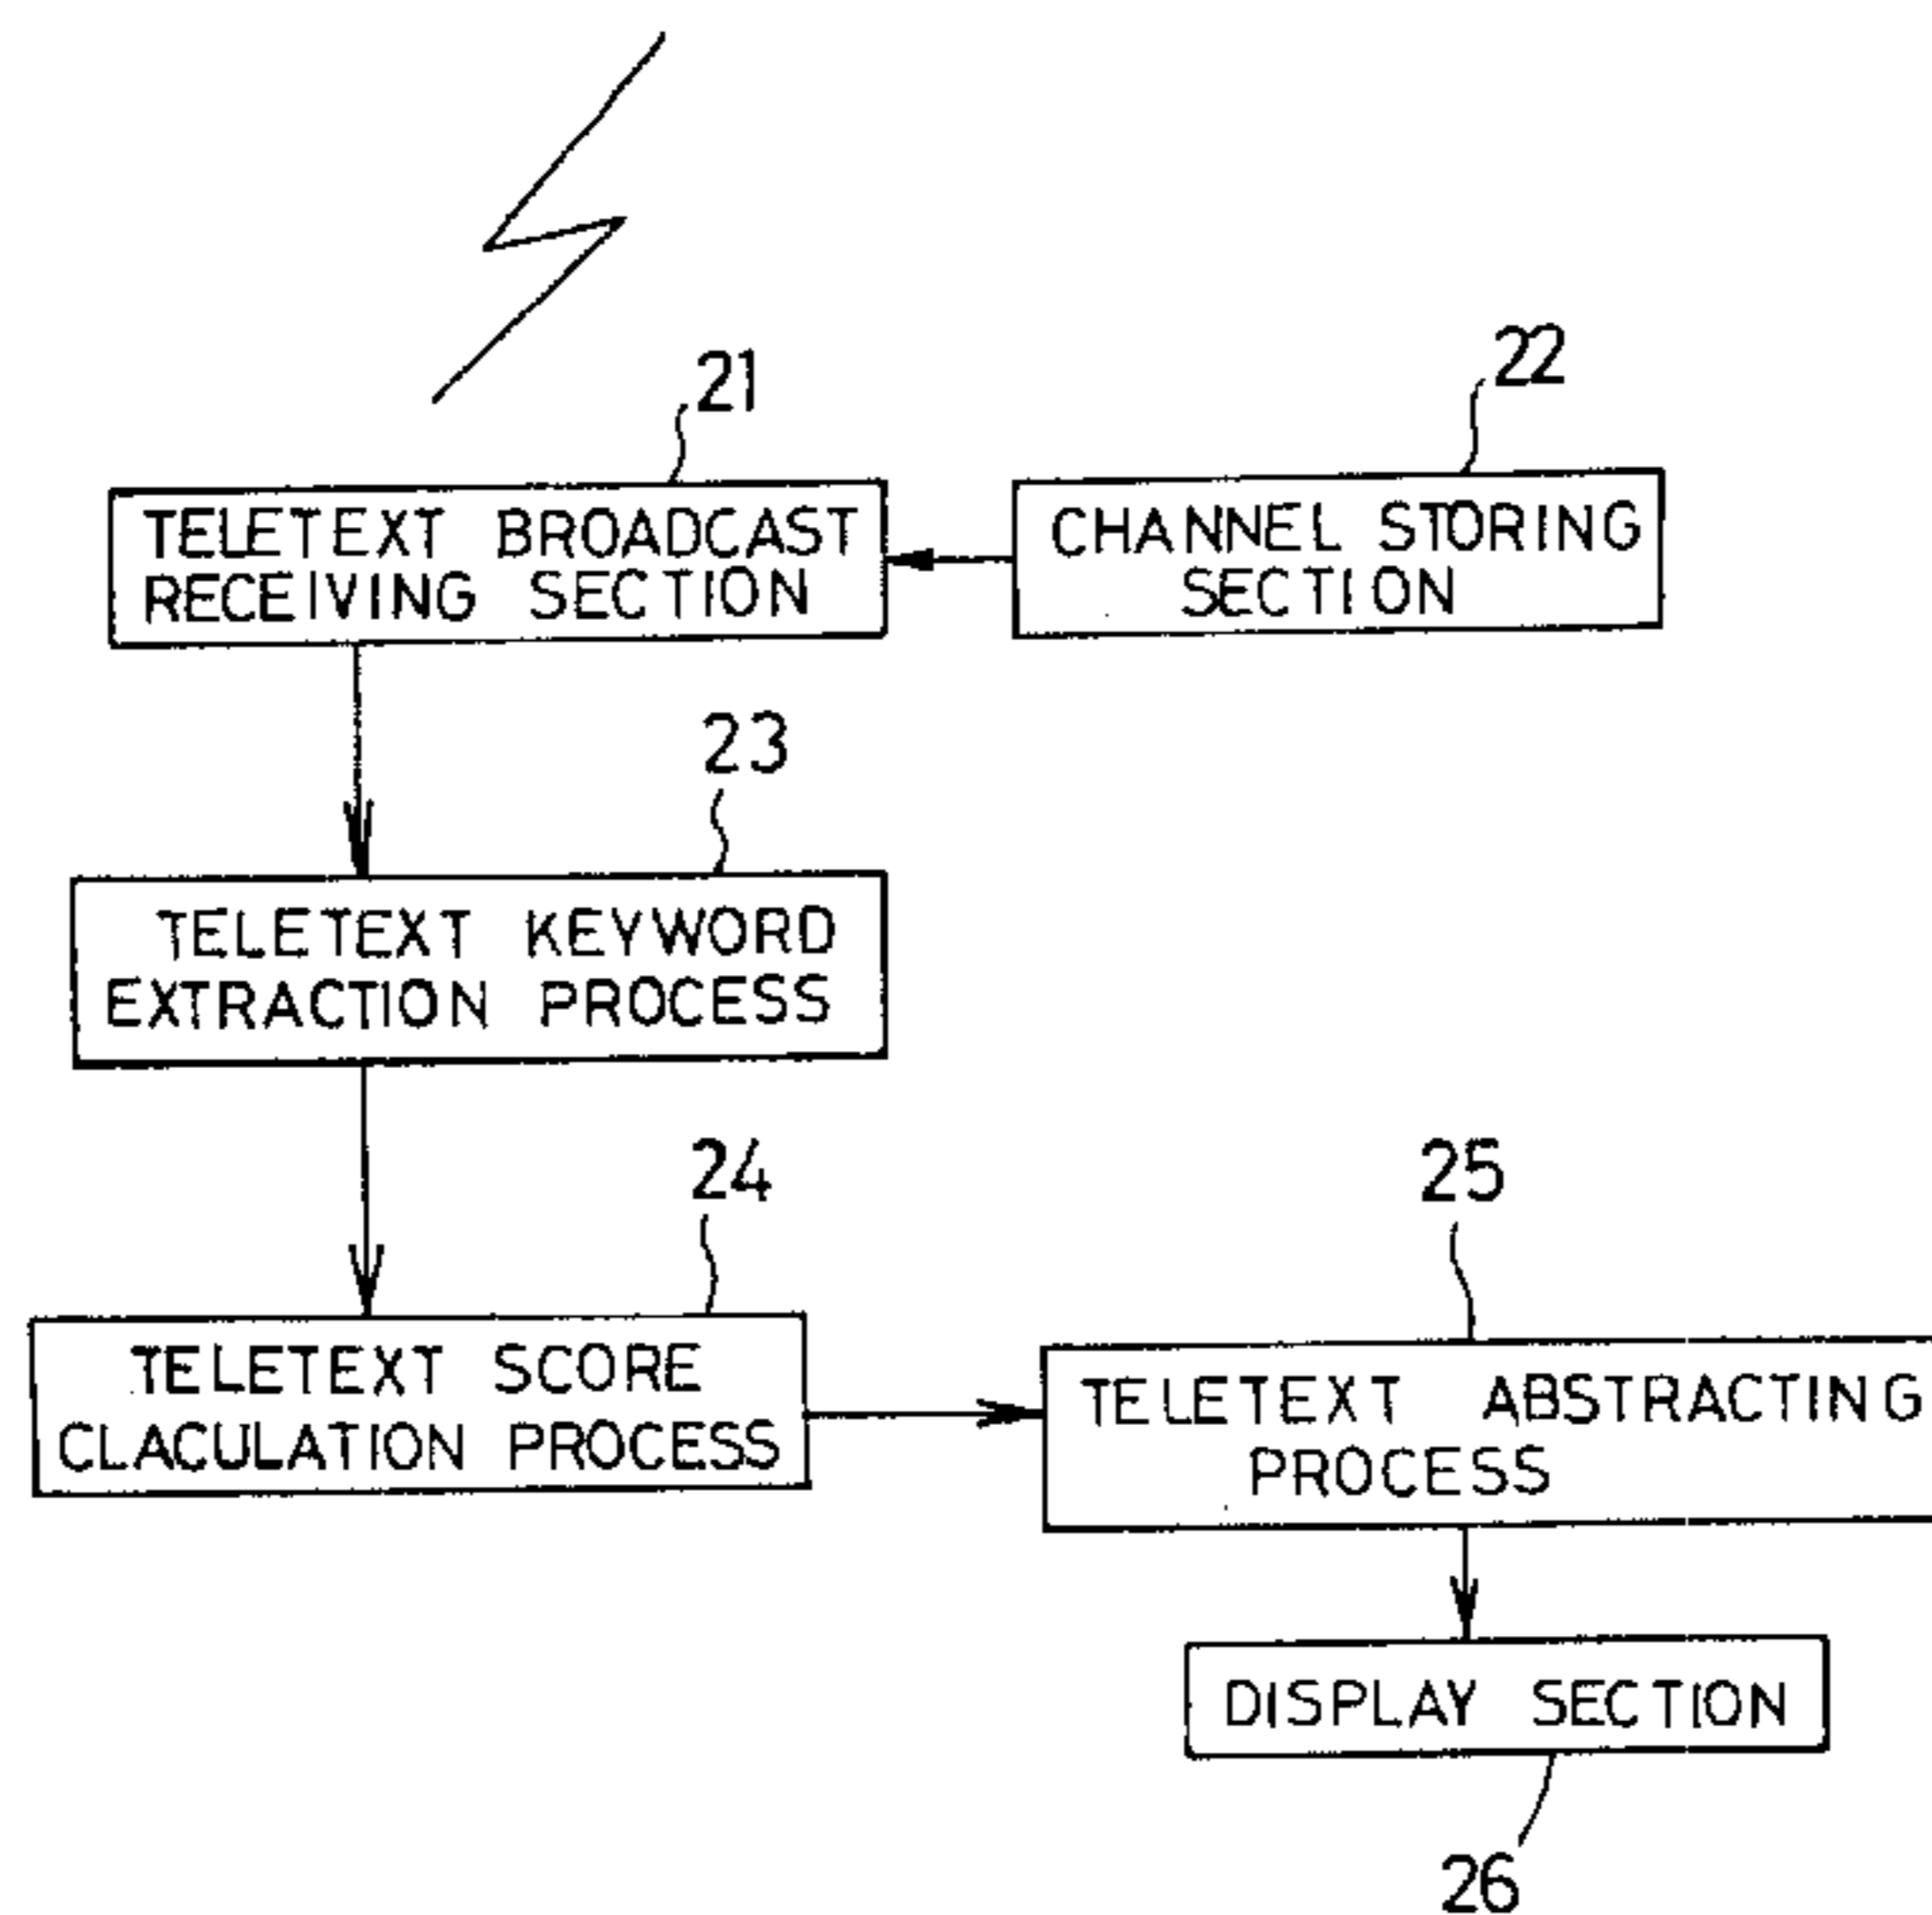 21
22
TELETEXT BROADCAST
RECEIVING SECTION
CHANNEL STORING
SECTION
23
TELETEXT KEYWORD
EXTRACTION PROCESS
24
25
TELETEXT SCORE
CLACULATION PROCESS
TELETEXT ABSTRACTING
PROCESS
DISPLAY SECTION
26